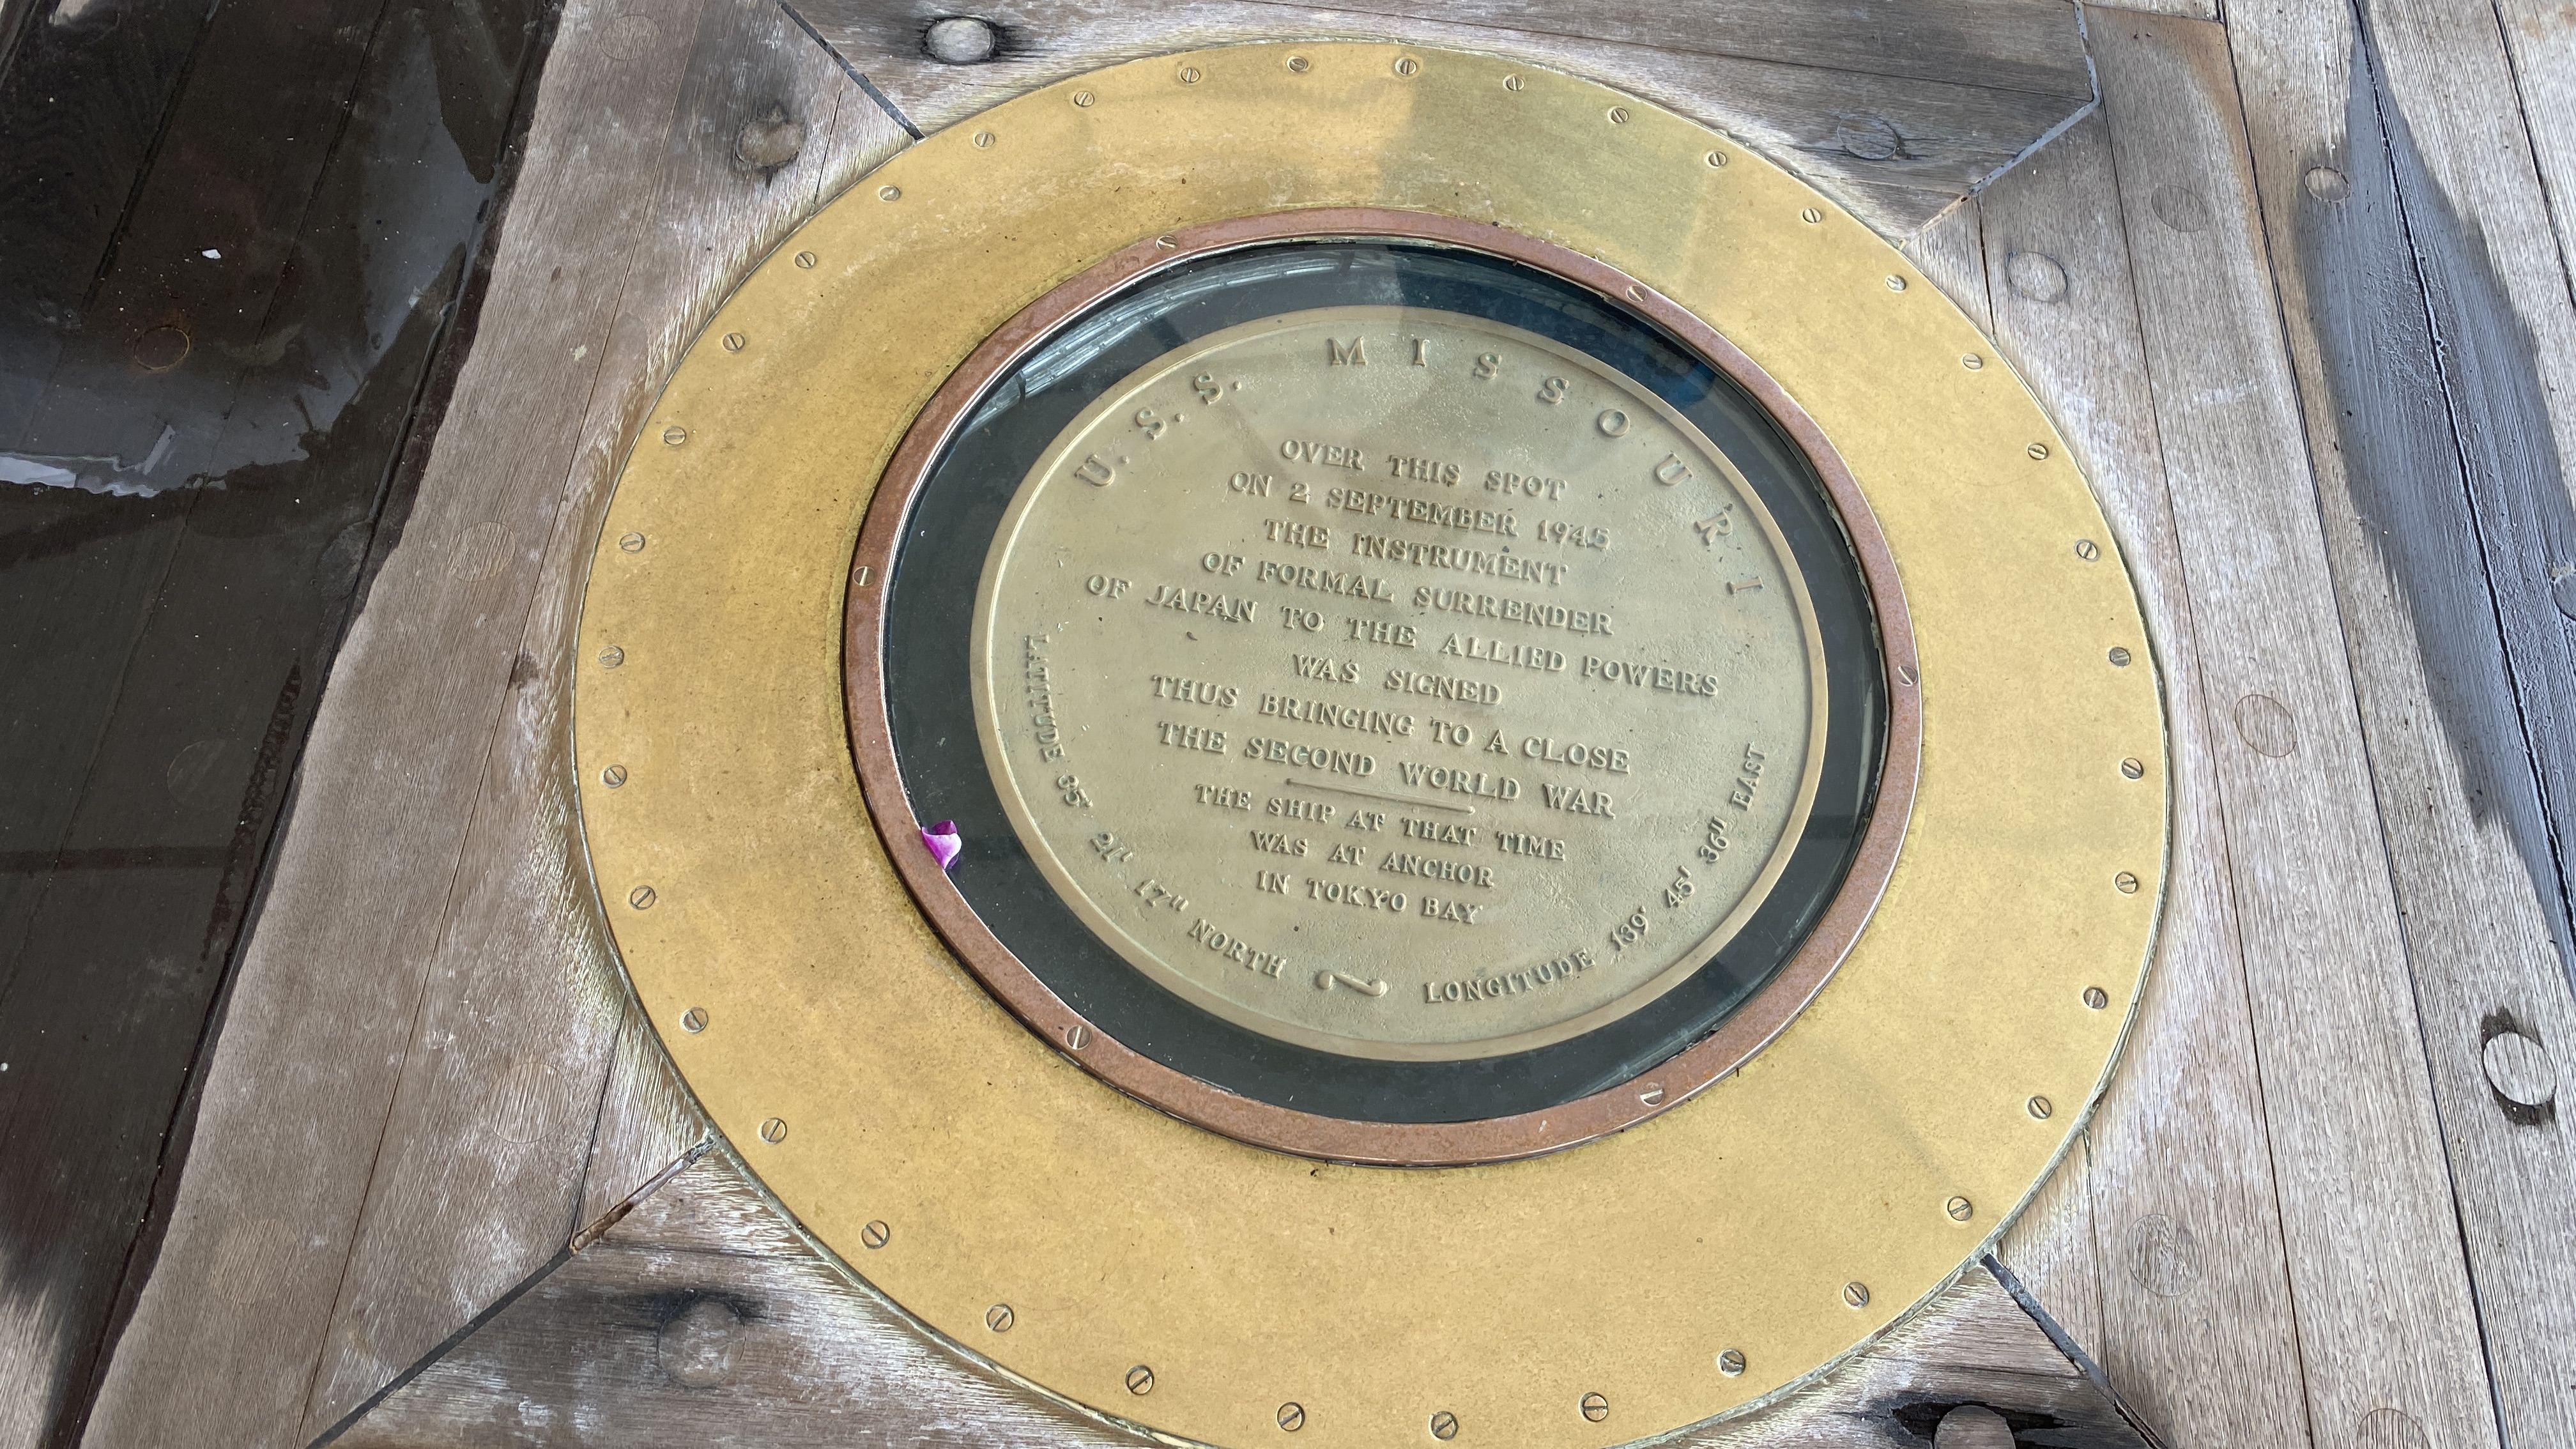 U.S.S. MISSOURI
OVER THIS SPOT
ON 2 SEPTEMBER 1945
THE INSTRUMENT
OF FORMAL SURRENDER
OF JAPAN TO THE ALLIED POWERS
WAS SIGNED
THUS BRINGING TO A CLOSE
THE SECOND WORLD WAR
THE SHIP AT THAT TIME
WAS AT ANCHOR
IN TOKYO BAY
LATITUDE 35° 21' 17" NORTH ~ LONGITUDE 139° 45' 36" EAST